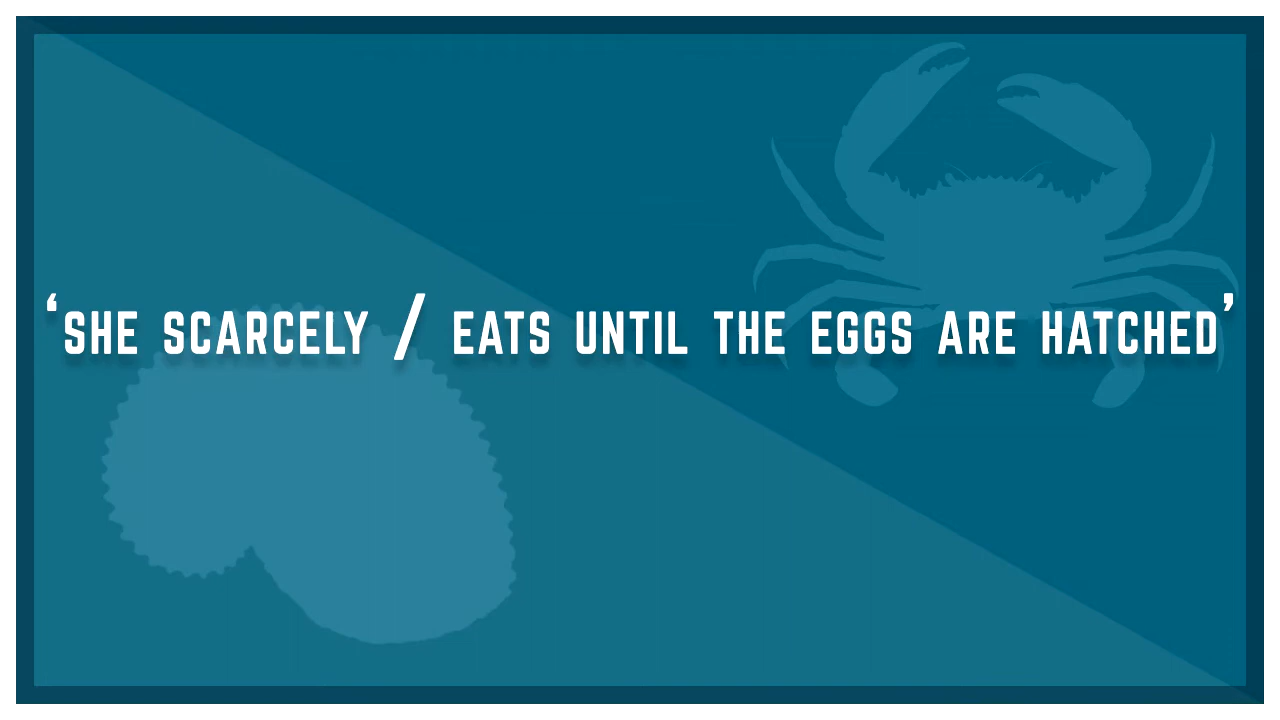 ‘SHE SCARCELY / EATS UNTIL THE EGGS ARE HATCHED’